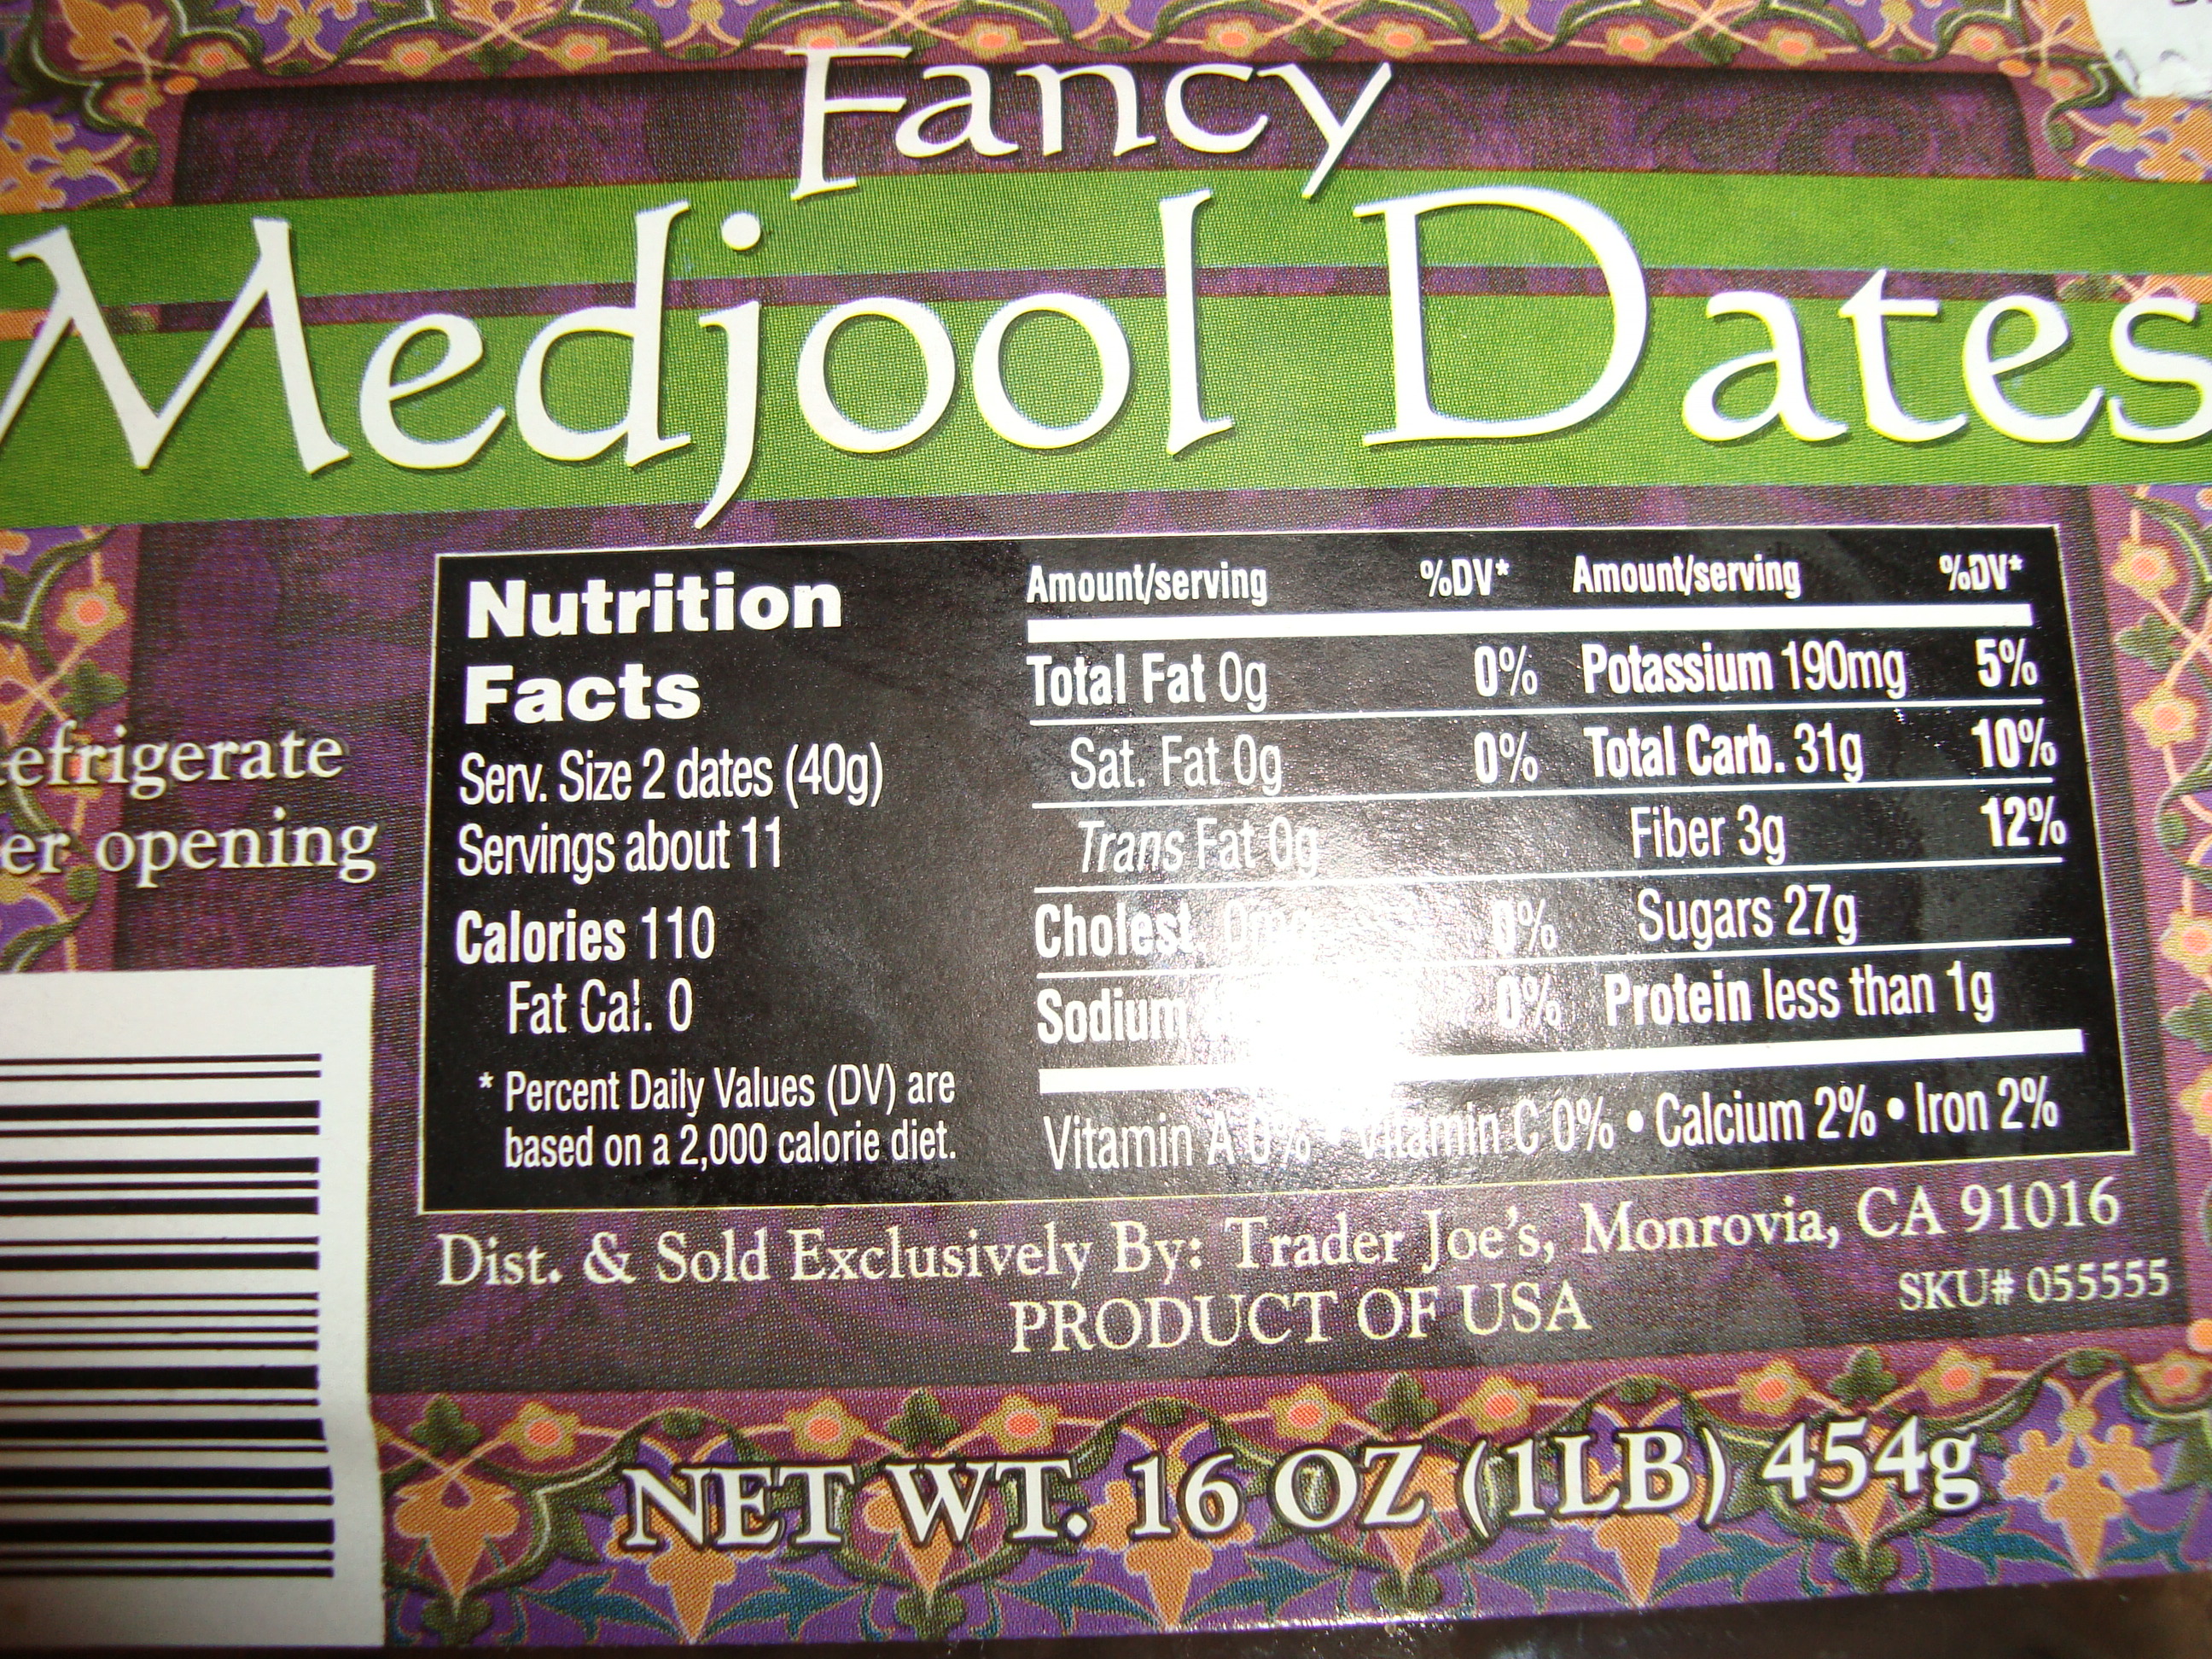 Fancy
Medjool Dates
efrigerate
er opening
Nutrition
Facts
Serv. Size 2 dates (40g)
Servings about 11
Calories 110
Fat Cal. 0
* Percent Daily Values (DV) are
based on a 2,000 calorie diet.
Amount/serving %DV* Amount/serving %DV*
Total Fat 0g 0% Potassium 190mg 5%
Sat. Fat 0g 0% Total Carb. 31g 10%
Trans Fat 0g Fiber 3g 12%
Cholest 0% Sugars 27g
Sodium 0% Protein less than 1g
Vitamin A 0% • Vitamin C 0% • Calcium 2% • Iron 2%
Dist. & Sold Exclusively By: Trader Joe's, Monrovia, CA 91016
PRODUCT OF USA
SKU# 055555
NET WT. 16 OZ (1LB) 454g